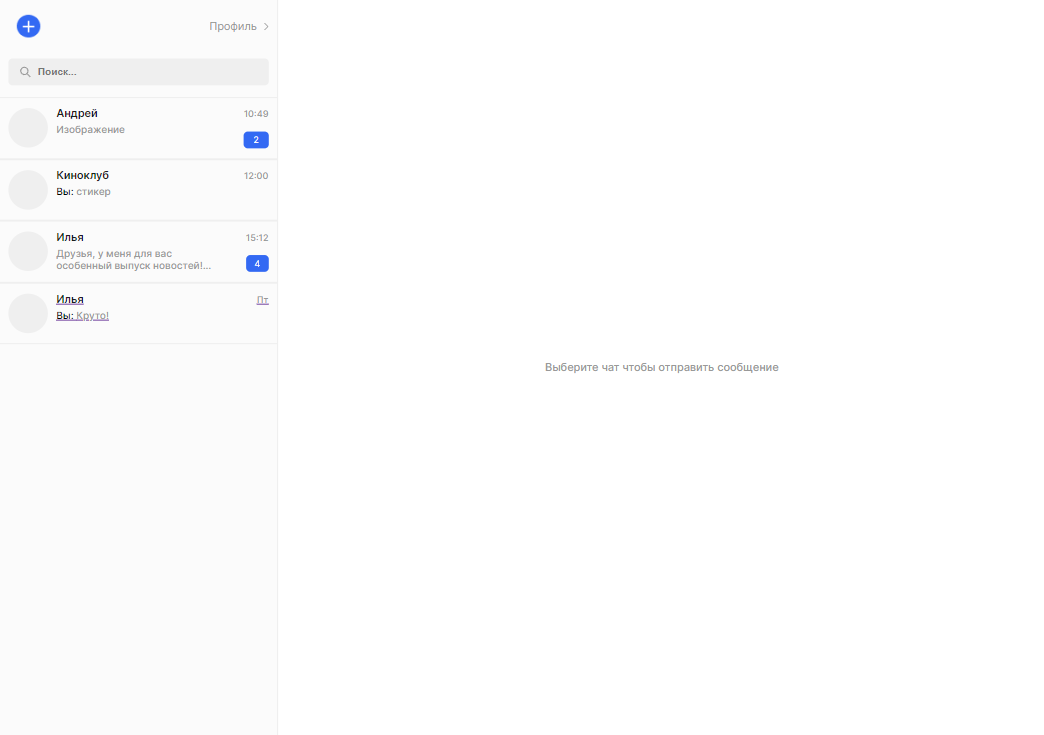 Профиль
Поиск...
Андрей
10:49
Изображение
2
Киноклуб
12:00
Вы: стикер
Илья
15:12
Друзья, у меня для вас
особенный выпуск новостей!...
4
Илья
Пт
Вы: Круто!
Выберите чат чтобы отправить сообщение